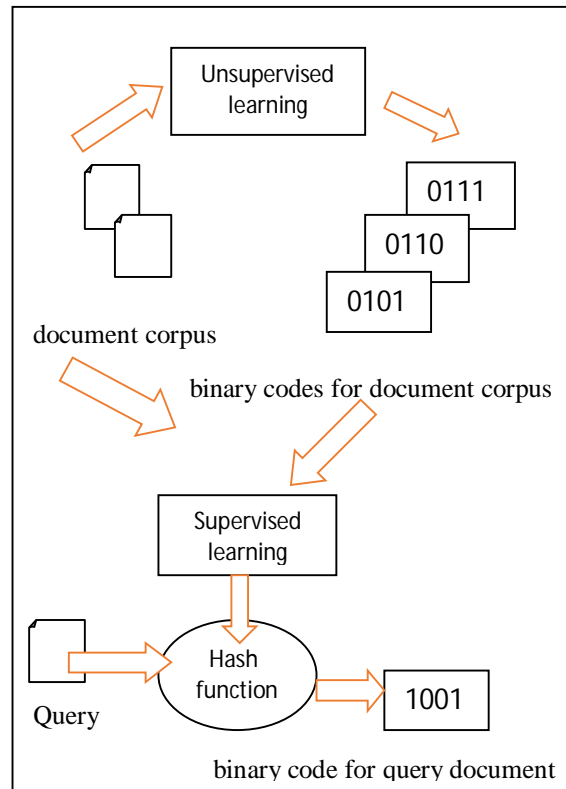 Unsupervised
learning
0111
0110
0101
document corpus
binary codes for document corpus
Supervised
learning
Hash
function
Query
1001
binary code for query document